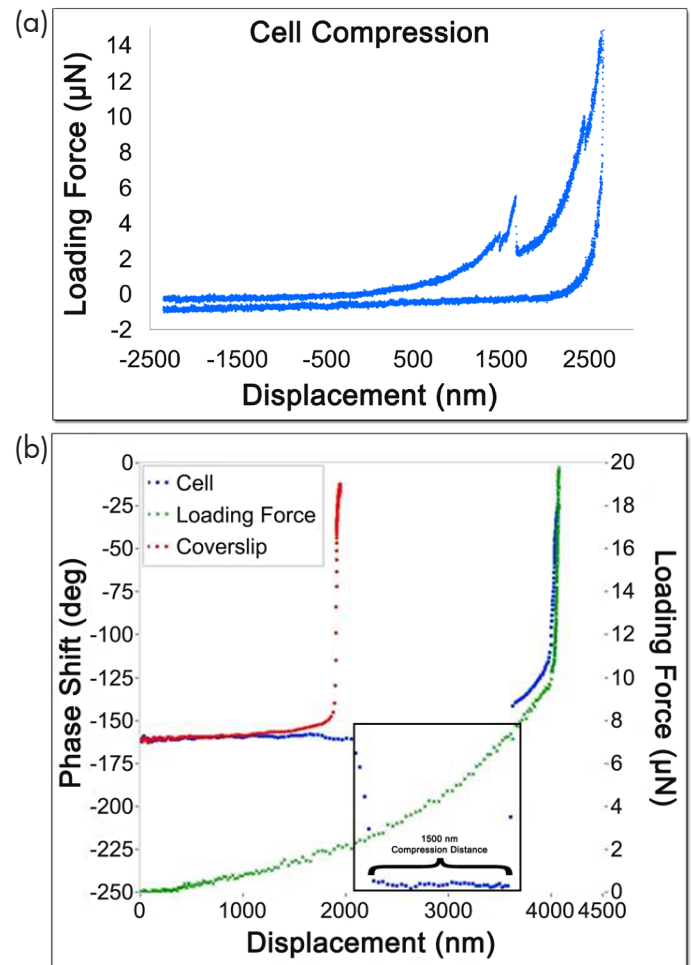 (a)
Cell Compression
Loading Force (µN)
14
12
10
8
6
4
2
0
-2
-2500 -1500 -500 500 1500 2500
Displacement (nm)
(b)
Phase Shift (deg)
0
-25
-50
-75
-100
-125
-150
-175
-200
-225
-250
Cell
Loading Force
Coverslip
1500 nm
Compression Distance
20
18
16
14
12
10
8
6
4
2
0
Loading Force (µN)
0 1000 2000 3000 4000 4500
Displacement (nm)